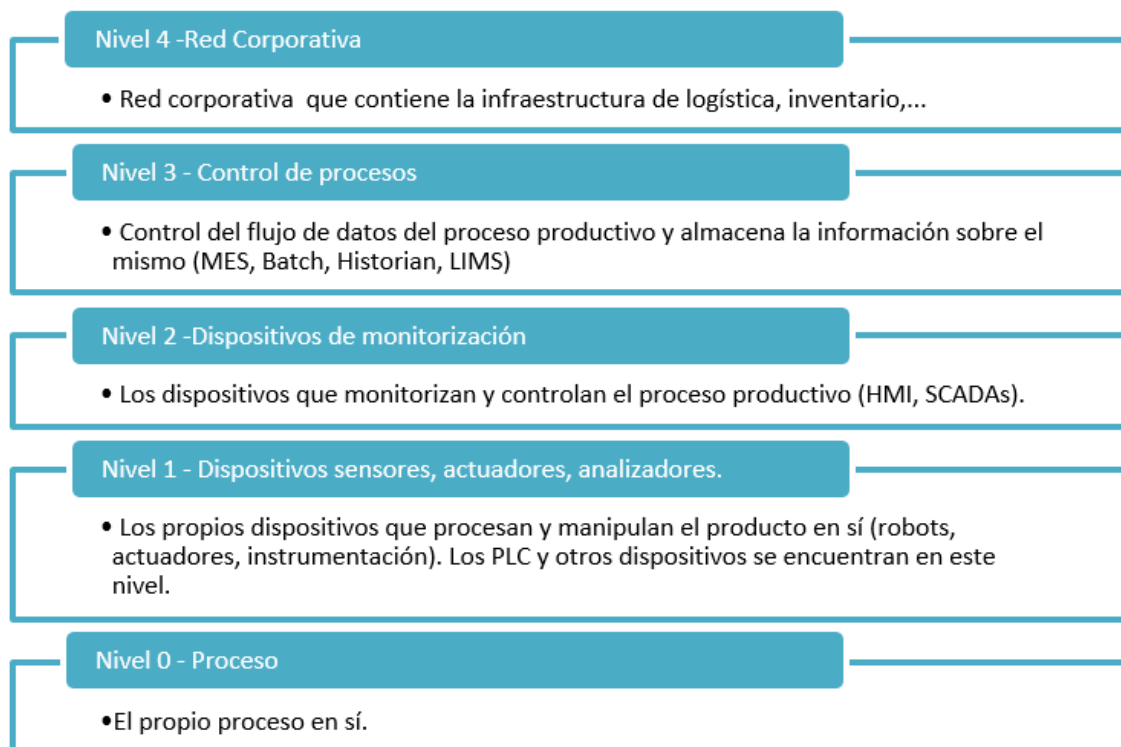 Nivel 4 -Red Corporativa
• Red corporativa  que contiene la infraestructura de logística, inventario,...
Nivel 3 - Control de procesos
• Control del flujo de datos del proceso productivo y almacena la información sobre el
mismo (MES, Batch, Historian, LIMS)
Nivel 2 -Dispositivos de monitorización
• Los dispositivos que monitorizan y controlan el proceso productivo (HMI, SCADAs).
Nivel 1 - Dispositivos sensores, actuadores, analizadores.
• Los propios dispositivos que procesan y manipulan el producto en sí (robots,
actuadores, instrumentación). Los PLC y otros dispositivos se encuentran en este
nivel.
Nivel 0 - Proceso
•El propio proceso en sí.